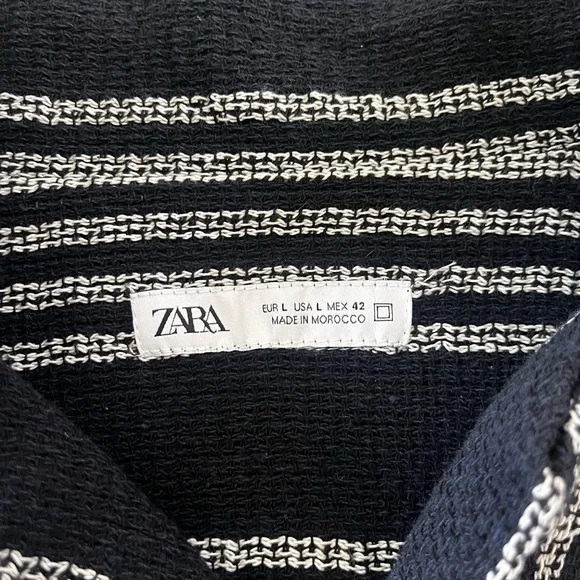 ZARA
EUR L USA L MEX 42
MADE IN MOROCCO